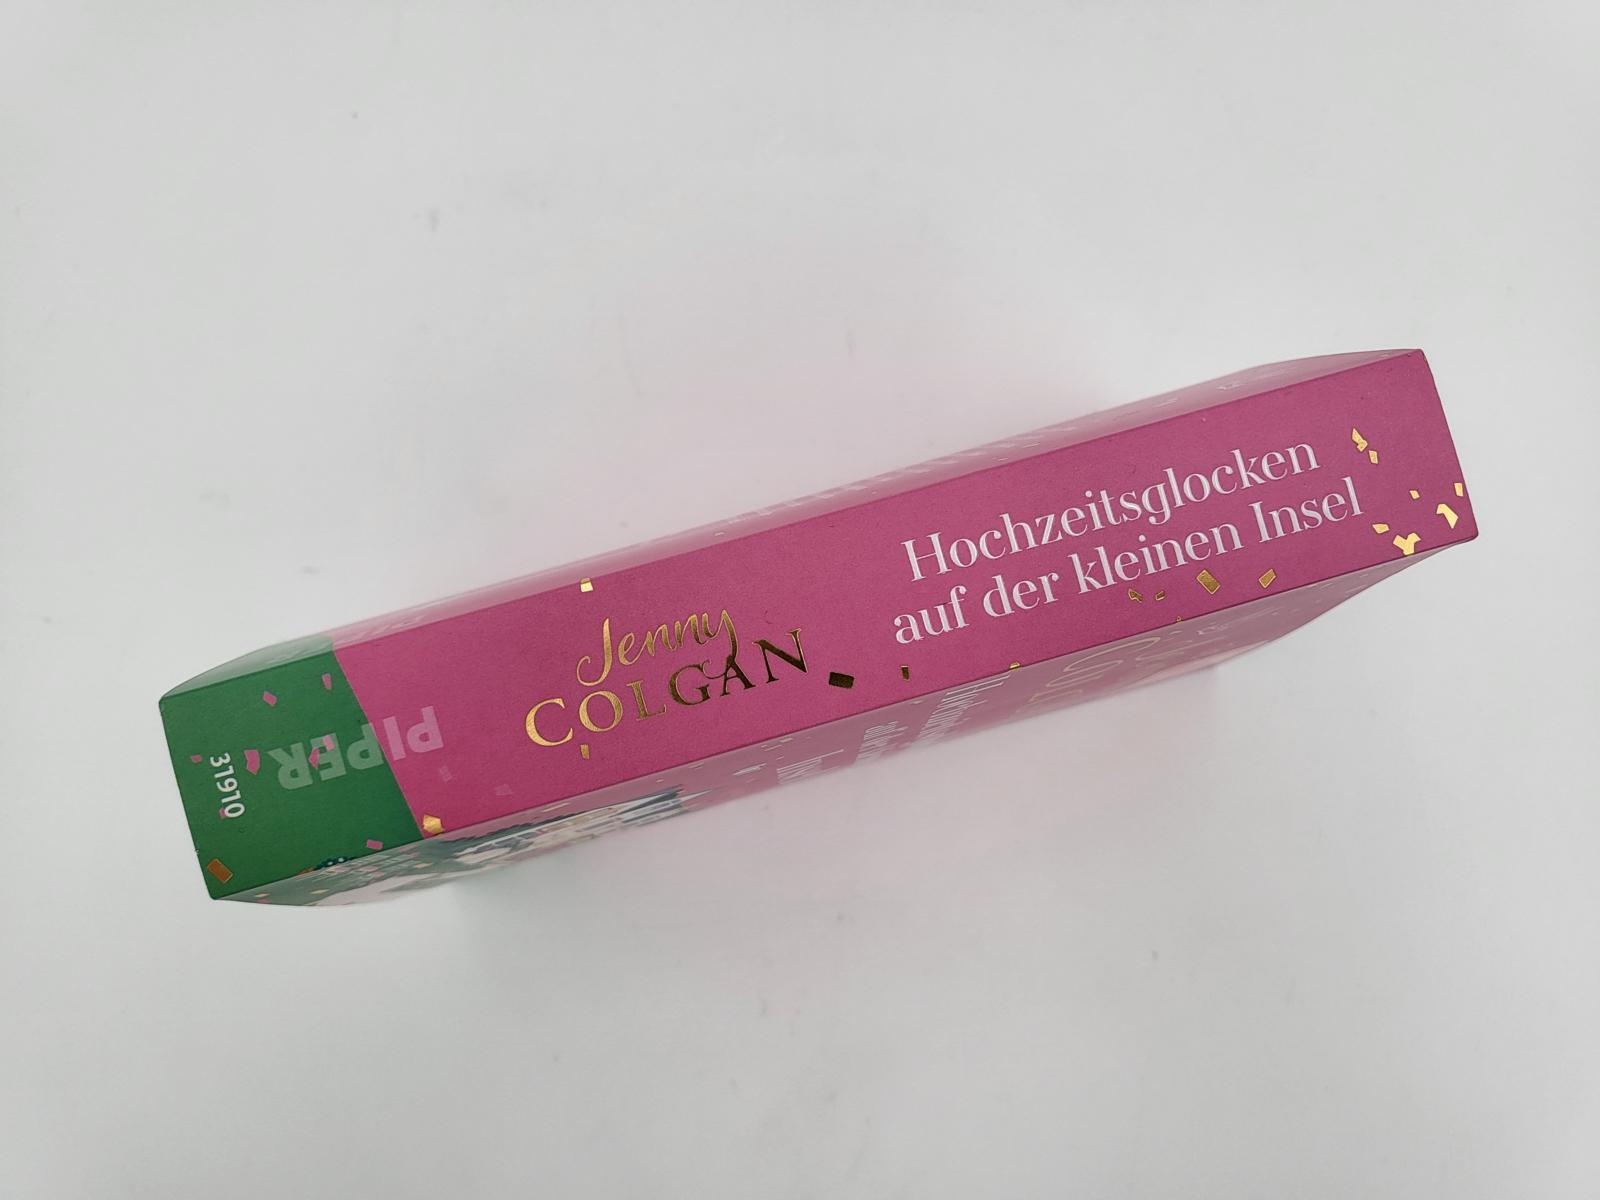 Jenny
COLGAN
Hochzeitsglocken
auf der kleinen Insel
PIPER
31910